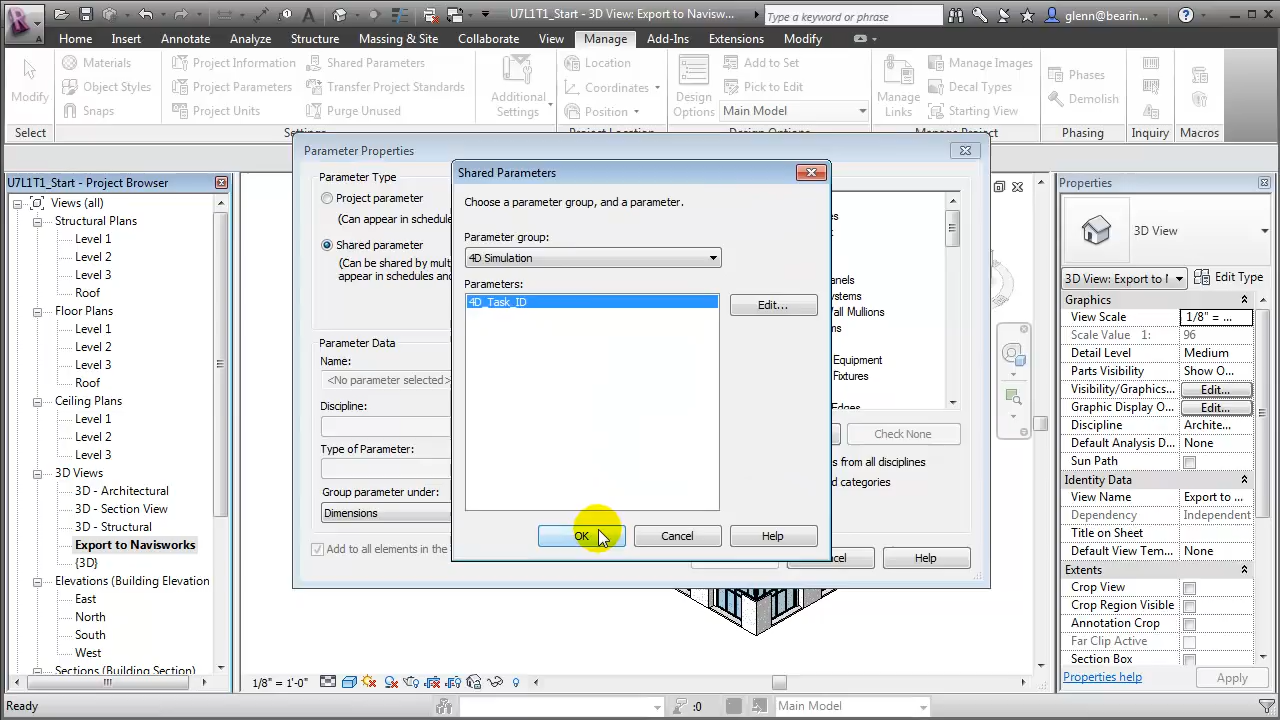 U7L1T1_Start - 3D View: Export to Navisw...
Type a keyword or phrase
glenn@bearin...
Home Insert Annotate Analyze Structure Massing & Site Collaborate View Manage Add-Ins Extensions Modify
Modify
Materials
Object Styles
Snaps
Project Information
Project Parameters
Project Units
Shared Parameters
Transfer Project Standards
Purge Unused
Additional
Settings
Location
Coordinates
Position
Design
Options
Add to Set
Pick to Edit
Main Model
Manage
Links
Manage Images
Decal Types
Starting View
Phases
Demolish
Select
Project Location
Design Options
Manage Project
Phasing
Inquiry
Macros
U7L1T1_Start - Project Browser
Views (all)
Structural Plans
Level 1
Level 2
Level 3
Roof
Floor Plans
Level 1
Level 2
Level 3
Roof
Ceiling Plans
Level 1
Level 2
Level 3
3D Views
3D - Architectural
3D - Section View
3D - Structural
Export to Navisworks
{3D}
Elevations (Building Elevation
East
North
South
West
Sections (Building Section)
Parameter Properties
Parameter Type
Project parameter
(Can appear in schedule
Shared parameter
(Can be shared by mult
appear in schedules and
Parameter Data
Name:
<No parameter selected>
Discipline:
Type of Parameter:
Group parameter under:
Dimensions
Add to all elements in the
Check None
s from all disciplines
d categories
Help
Shared Parameters
Choose a parameter group, and a parameter.
Parameter group:
4D Simulation
Parameters:
4D_Task_ID
Edit...
OK
Cancel
Help
Properties
3D View
3D View: Export to N
Edit Type
Graphics
View Scale 1/8" = ...
Scale Value 1: 96
Detail Level Medium
Parts Visibility Show O...
Visibility/Graphics... Edit...
Graphic Display O... Edit...
Discipline Archite...
Default Analysis D... None
Sun Path
Identity Data
View Name Export to ...
Dependency Independent
Title on Sheet
Default View Tem... None
Extents
Crop View
Crop Region Visible
Annotation Crop
Far Clip Active
Section Box
Properties help
Apply
1/8" = 1'-0"
Ready
:0
Main Model